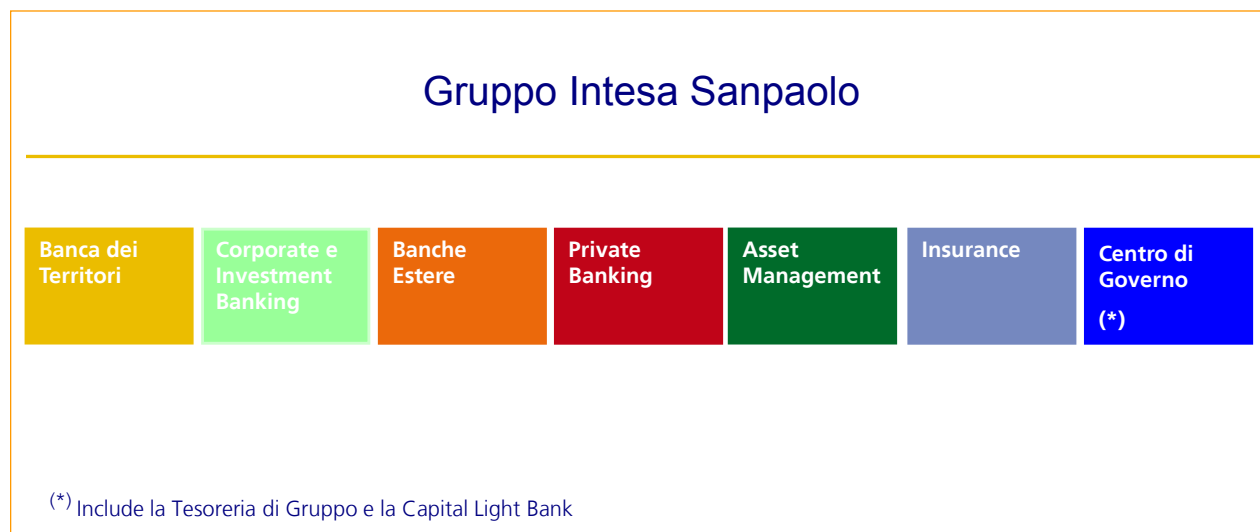 Gruppo Intesa Sanpaolo
Banca dei
Territori
Corporate e
Investment
Banking
Banche
Estere
Private
Banking
Asset
Management
Insurance
Centro di
Governo
(*)
(*) Include la Tesoreria di Gruppo e la Capital Light Bank